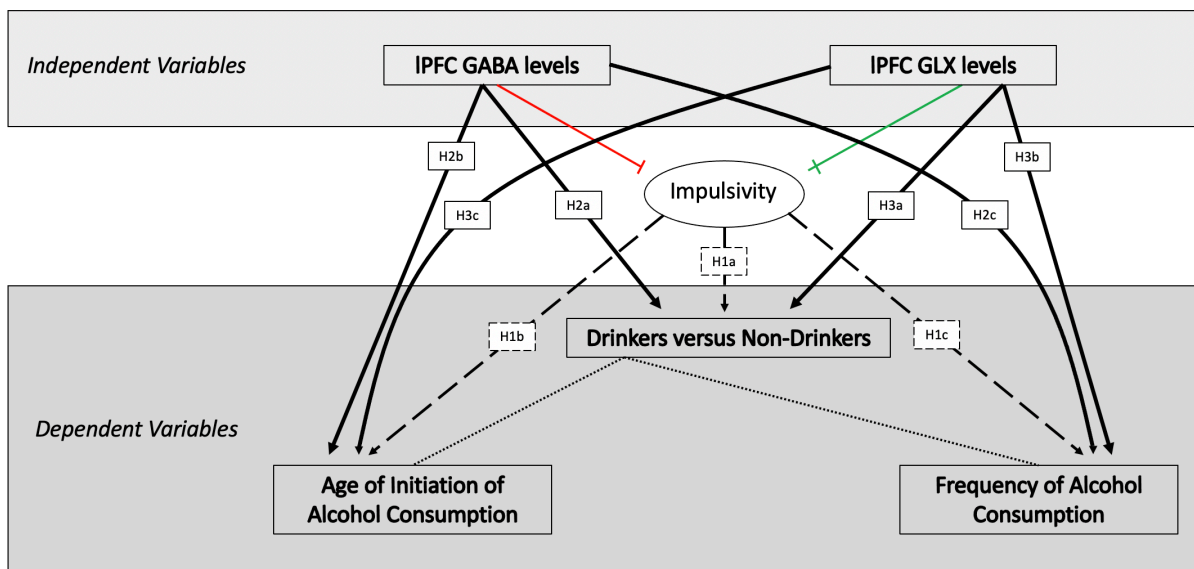 Independent Variables
lPFC GABA levels
lPFC GLX levels
H2b
H3b
Impulsivity
H2a
H3a
H3c
H2c
H1a
H1b
Drinkers versus Non-Drinkers
H1c
Dependent Variables
Age of Initiation of
Alcohol Consumption
Frequency of Alcohol
Consumption